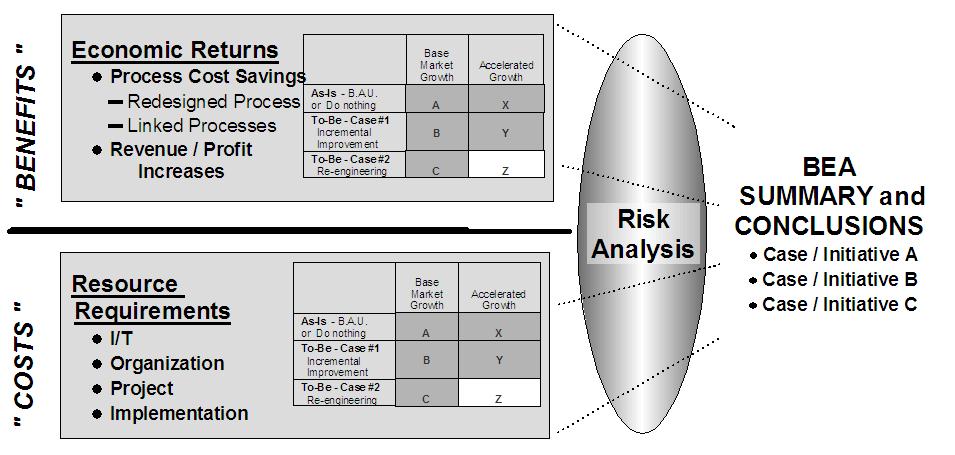 " BENEFITS "
Economic Returns
● Process Cost Savings
– Redesigned Process
– Linked Processes
● Revenue / Profit
Increases
Base
Market
Growth
Accelerated
Growth
As-Is - B.A.U.
or Do nothing
A
X
To-Be - Case #1
Incremental
Improvement
B
Y
To-Be - Case #2
Re-engineering
C
Z
" COSTS "
Resource
Requirements
● I/T
● Organization
● Project
● Implementation
Base
Market
Growth
Accelerated
Growth
As-Is - B.A.U.
or Do nothing
A
X
To-Be - Case #1
Incremental
Improvement
B
Y
To-Be - Case #2
Re-engineering
C
Z
Risk
Analysis
BEA
SUMMARY and
CONCLUSIONS
● Case / Initiative A
● Case / Initiative B
● Case / Initiative C